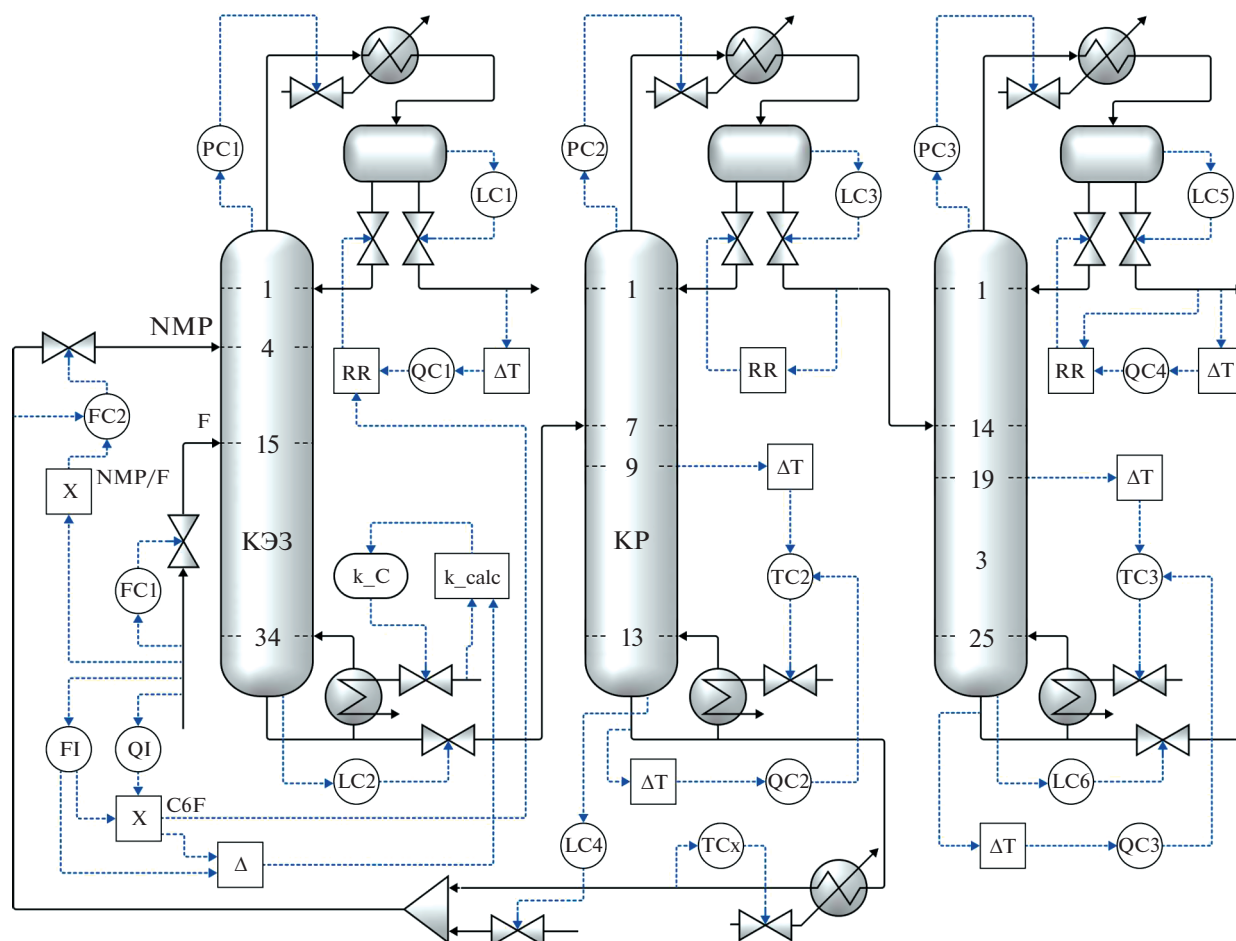 PC1
PC2
PC3
LC1
LC3
LC5
1
1
1
NMP
4
RR
QC1
ΔT
RR
RR
QC4
ΔT
FC2
F
15
7
14
NMP/F
X
9
ΔT
19
ΔT
КЭЗ
КР
3
FC1
k_C
k_calc
TC2
TC3
34
13
25
FI
QI
LC2
ΔT
QC2
LC6
X
C6F
LC4
TCx
ΔT
QC3
Δ